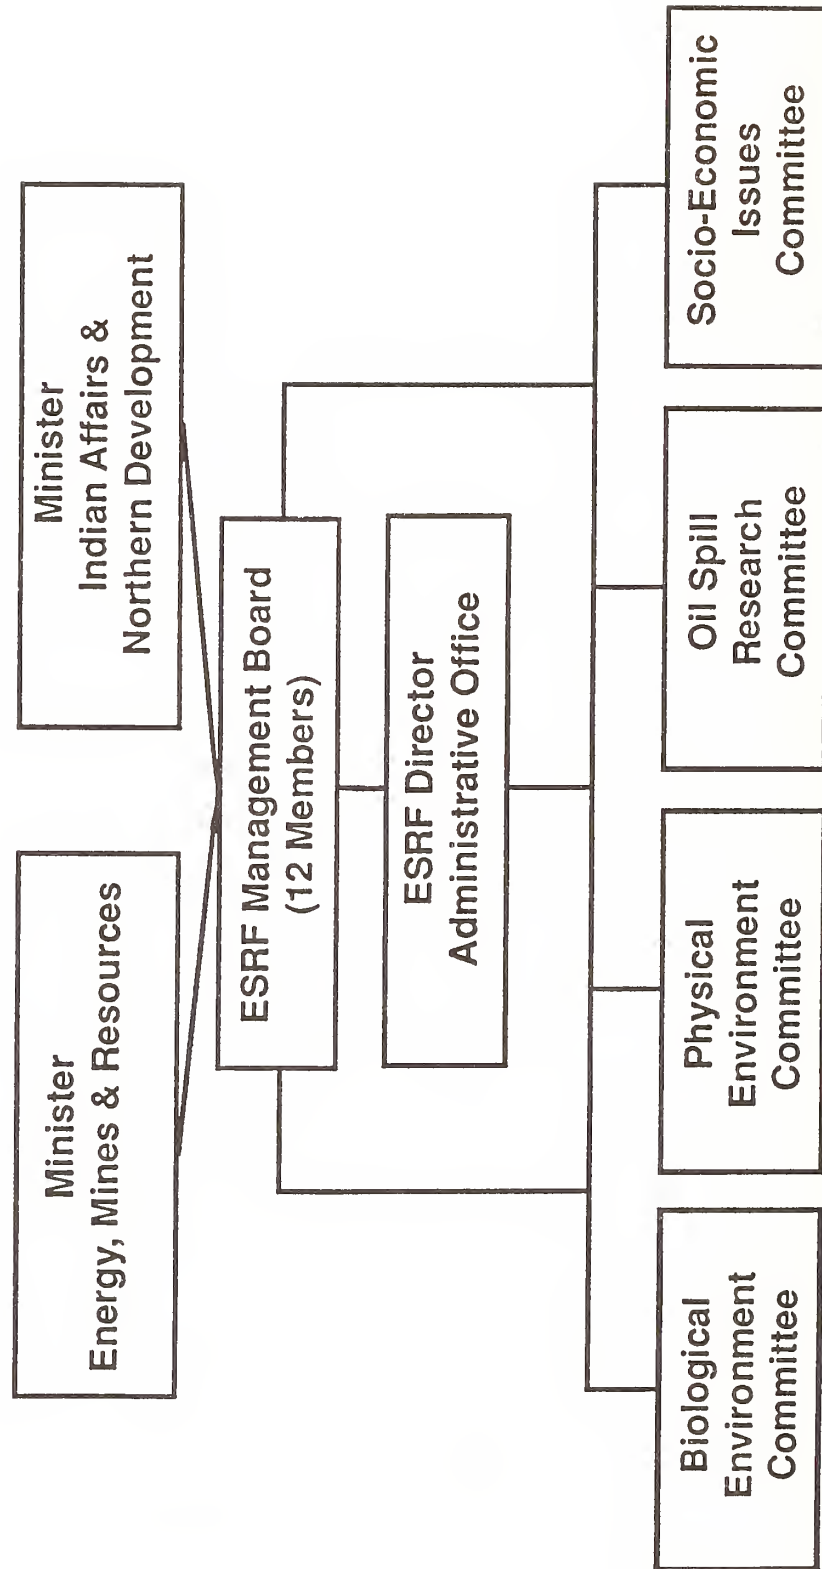 Minister
Energy, Mines & Resources
Minister
Indian Affairs &
Northern Development
ESRF Management Board
(12 Members)
ESRF Director
Administrative Office
Biological
Environment
Committee
Physical
Environment
Committee
Oil Spill
Research
Committee
Socio-Economic
Issues
Committee